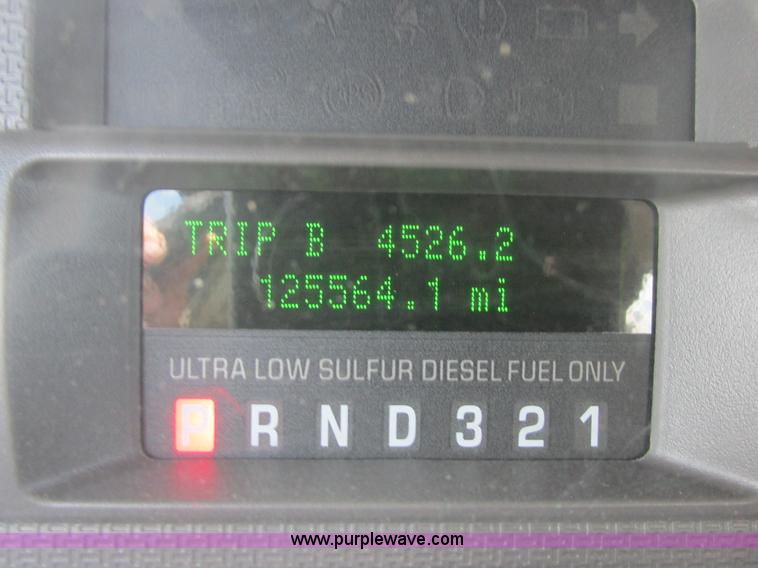 TRIP B 4526.2
125564.1 mi
ULTRA LOW SULFUR DIESEL FUEL ONLY
P R N D 3 2 1
www.purplewave.com